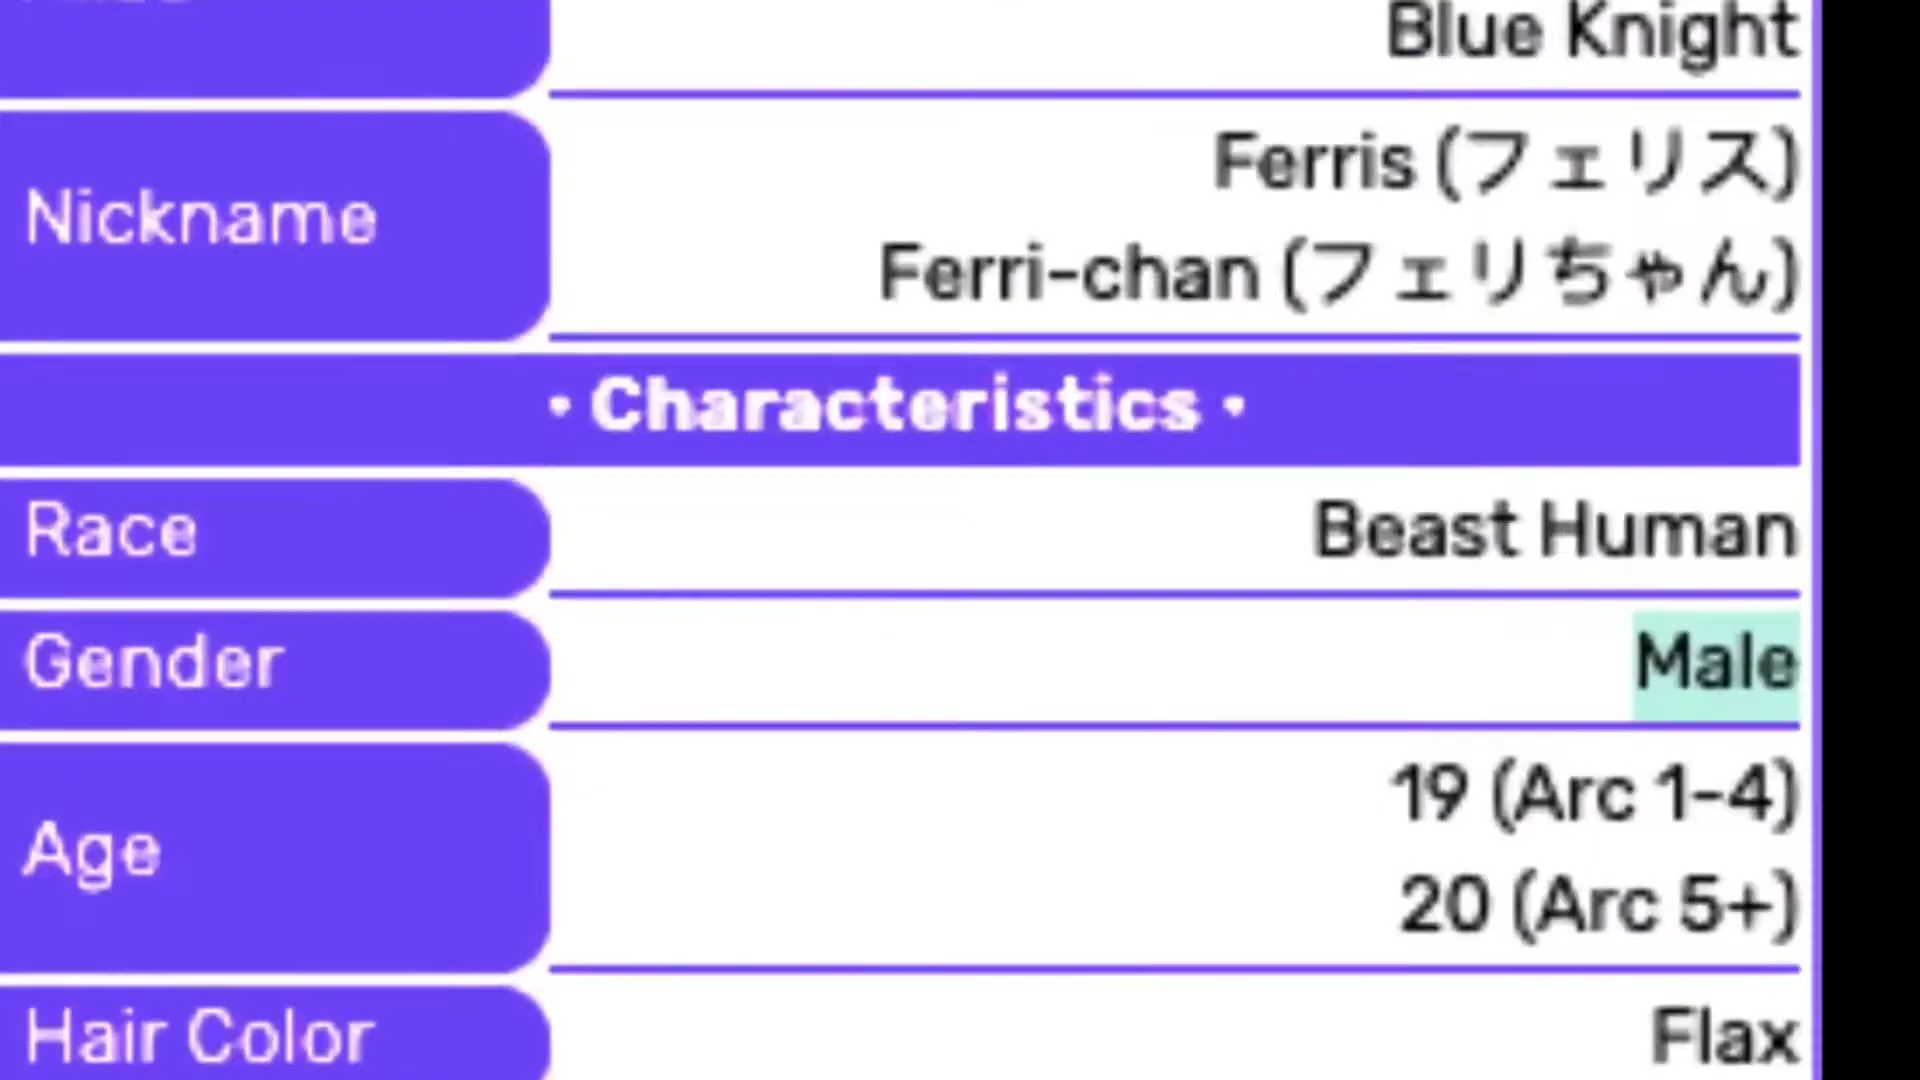 Blue Knight
Nickname
Ferris (フェリス)
Ferri-chan (フェリちゃん)
• Characteristics •
Race
Beast Human
Gender
Male
Age
19 (Arc 1-4)
20 (Arc 5+)
Hair Color
Flax